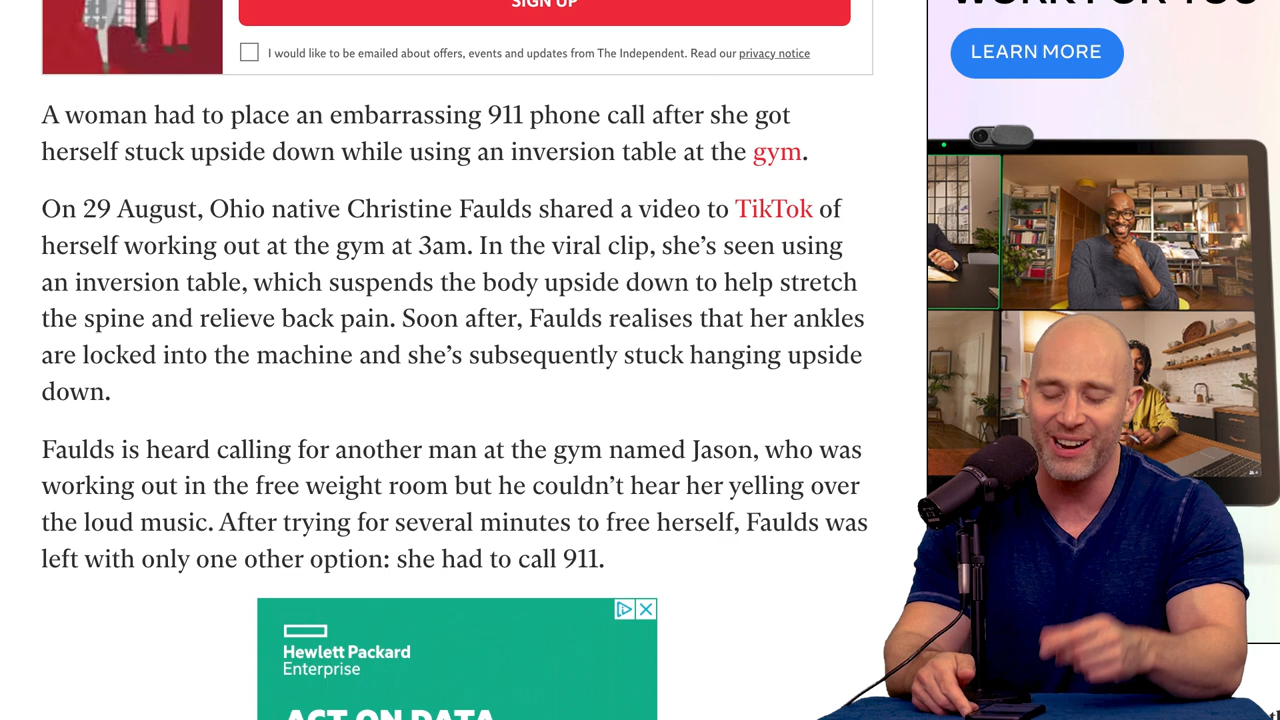 SIGN UP
I would like to be emailed about offers, events and updates from The Independent. Read our privacy notice
LEARN MORE
A woman had to place an embarrassing 911 phone call after she got
herself stuck upside down while using an inversion table at the gym.
On 29 August, Ohio native Christine Faulds shared a video to TikTok of
herself working out at the gym at 3am. In the viral clip, she’s seen using
an inversion table, which suspends the body upside down to help stretch
the spine and relieve back pain. Soon after, Faulds realises that her ankles
are locked into the machine and she’s subsequently stuck hanging upside
down.
Faulds is heard calling for another man at the gym named Jason, who was
working out in the free weight room but he couldn’t hear her yelling over
the loud music. After trying for several minutes to free herself, Faulds was
left with only one other option: she had to call 911.
Hewlett Packard
Enterprise
ACT ON DATA